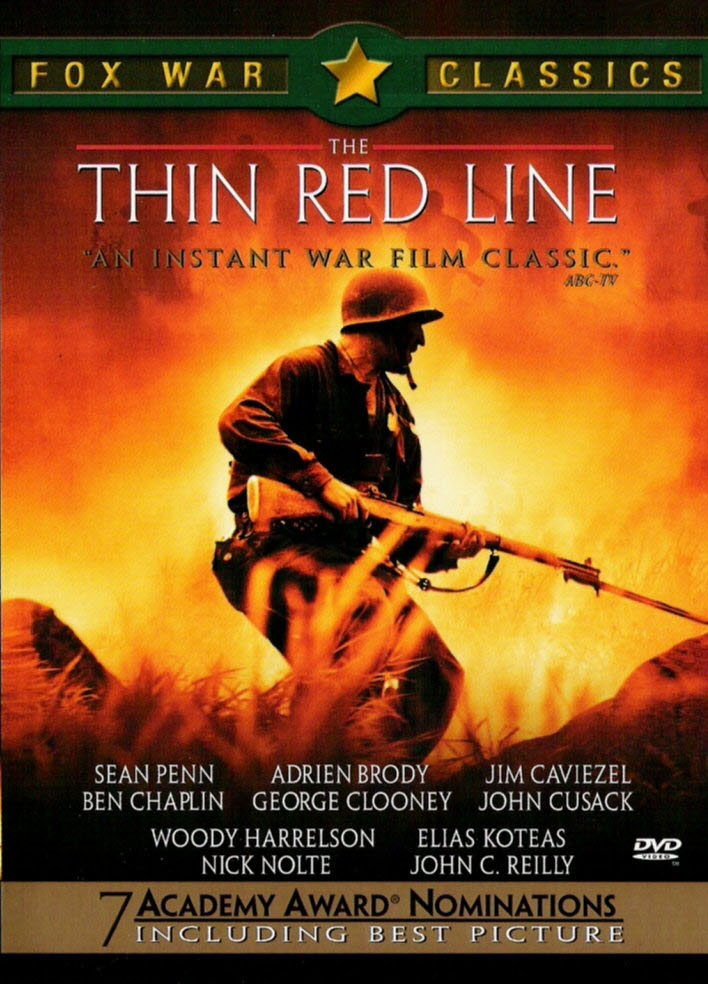 FOX WAR CLASSICS
THE
THIN RED LINE
"AN INSTANT WAR FILM CLASSIC."
ABC-TV
SEAN PENN ADRIEN BRODY JIM CAVIEZEL
BEN CHAPLIN GEORGE CLOONEY JOHN CUSACK
WOODY HARRELSON ELIAS KOTEAS
NICK NOLTE JOHN C. REILLY
DVD
VIDEO
™
7 ACADEMY AWARD® NOMINATIONS
INCLUDING BEST PICTURE